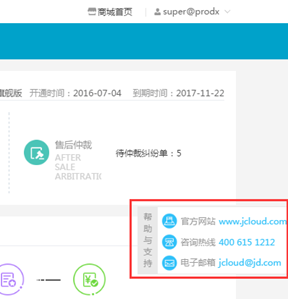 商城首页 super@prodx
旗舰版 开通时间：2016-07-04 到期时间：2017-11-22
售后仲裁
AFTER
SALE
ARBITRATI
待仲裁纠纷单：5
帮助与支持
官方网站 www.jcloud.com
咨询热线 400 615 1212
电子邮箱 jcloud@jd.com